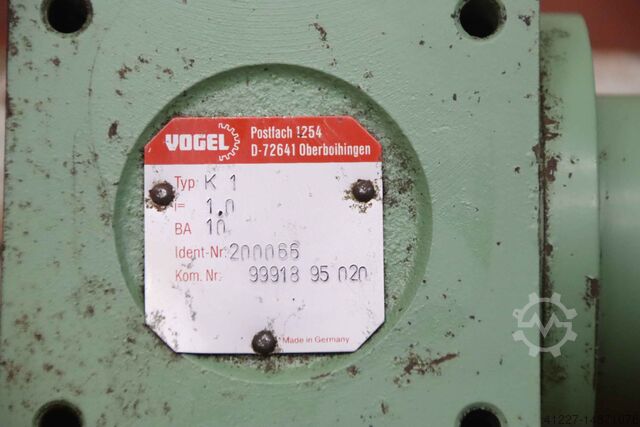 VOGEL
Postfach 1254
D-72641 Oberboihingen
Typ K 1
i= 1,0
BA 10
Ident-Nr. 200066
Kom. Nr. 99918 95 020
Made in Germany